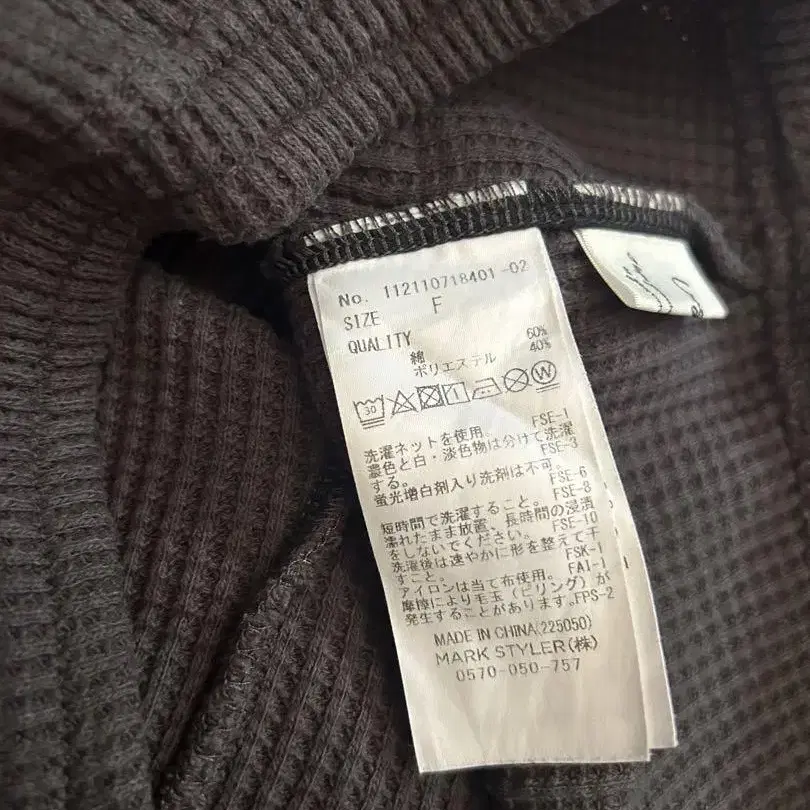 No. 112110718401 -02
SIZE F
QUALITY
綿 60%
ポリエステル 40%
30
洗濯ネットを使用。 FSE-1
濃色と白・淡色物は分けて洗濯
する。 FSE-3
蛍光増白剤入り洗剤は不可。
FSE-6
短時間で洗濯すること。 FSE-8
濡れたまま放置、長時間の浸漬
をしないでください。 FSE-10
洗濯後は速やかに形を整えて干
すこと。 FSK-1
アイロンは当て布使用。 FAI-1
摩擦により毛玉（ピリング）が
発生することがあります。FPS-2
MADE IN CHINA(225050)
MARK STYLER(株)
0570-050-757